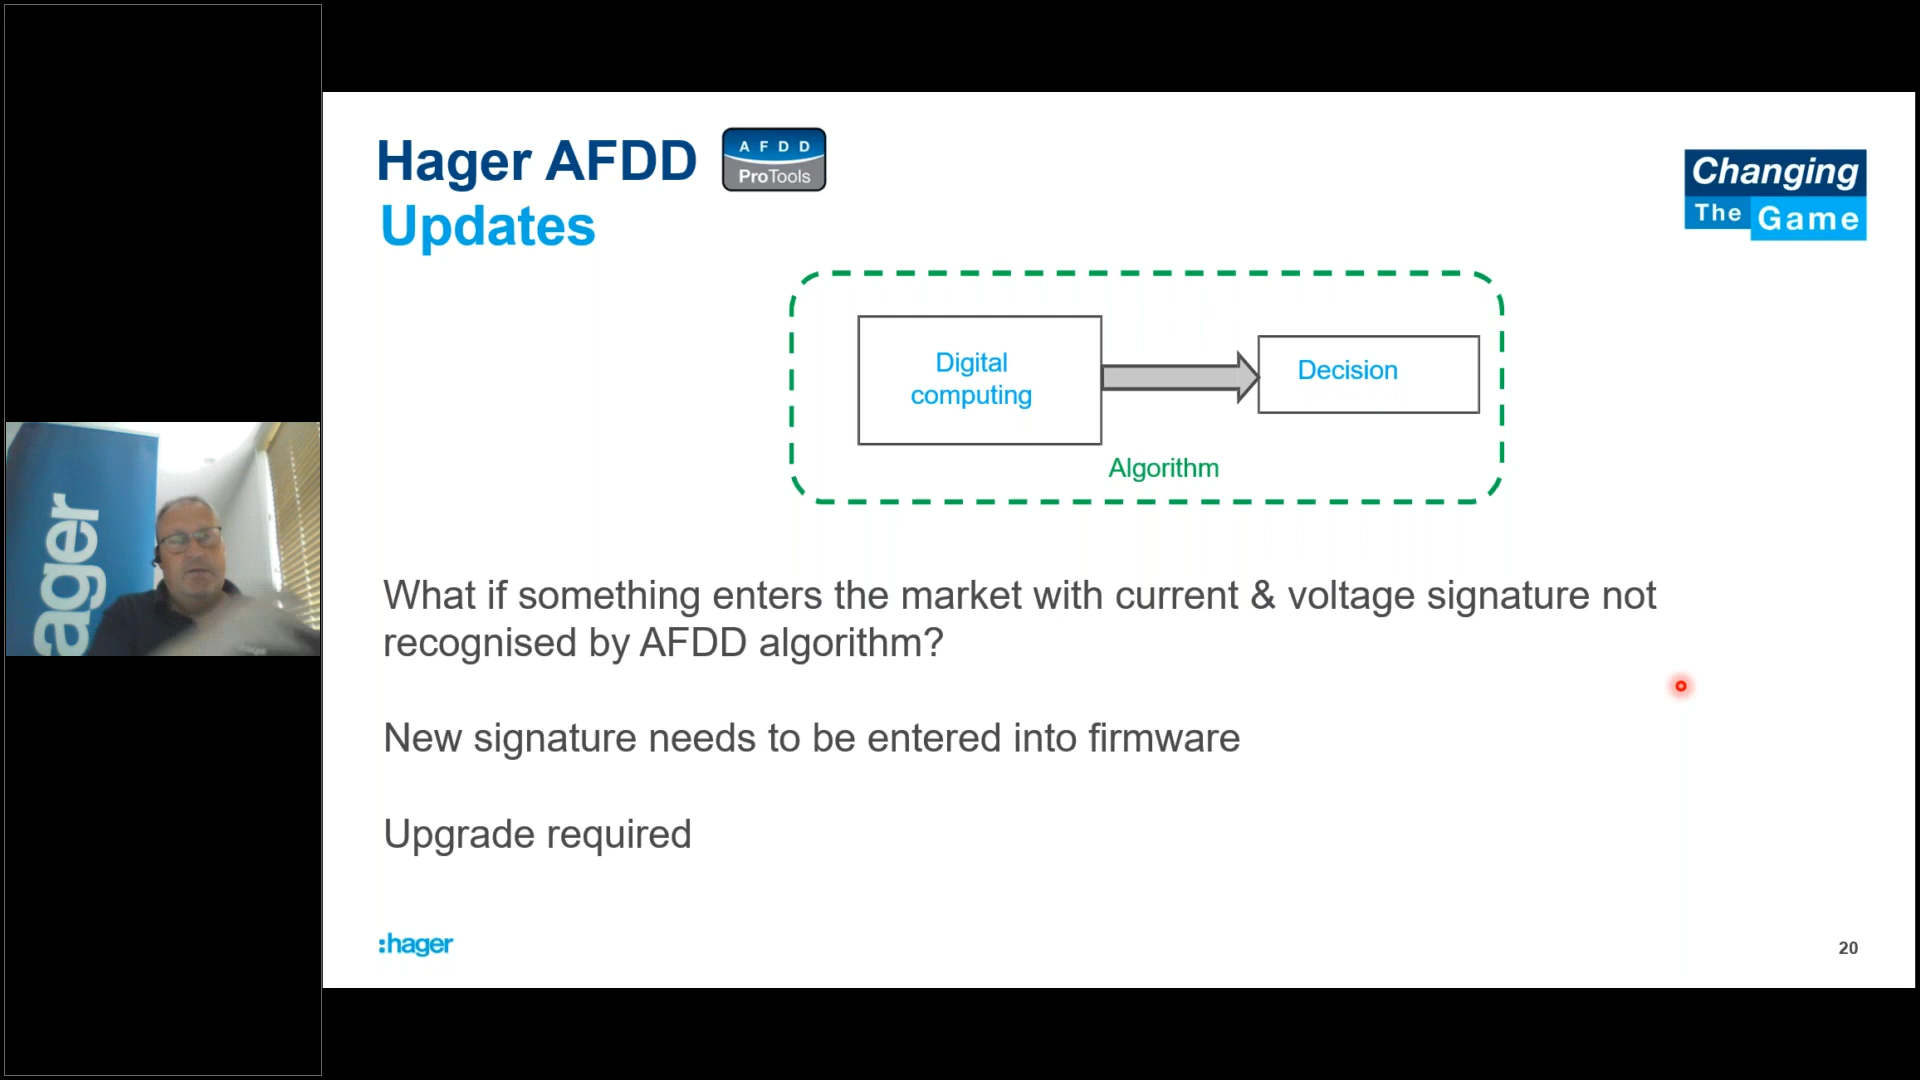 Hager AFDD
AFDD
ProTools
Updates
Changing
The Game
Digital
computing
Decision
Algorithm
ager
What if something enters the market with current & voltage signature not
recognised by AFDD algorithm?
New signature needs to be entered into firmware
Upgrade required
:hager
20